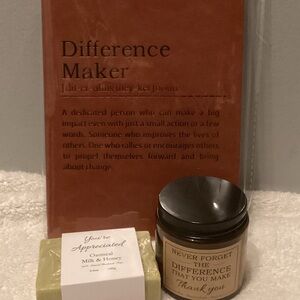 Difference
Maker
A dedicated person who can make a big
impact even with just a small action or a few
words. Someone who improves the lives of
others. One who rallies or encourages others
to propel themselves forward and bring
about change.
You're
Appreciated
Oatmeal
Milk & Honey
NEVER FORGET
THE
DIFFERENCE
THAT YOU MAKE
Thank you